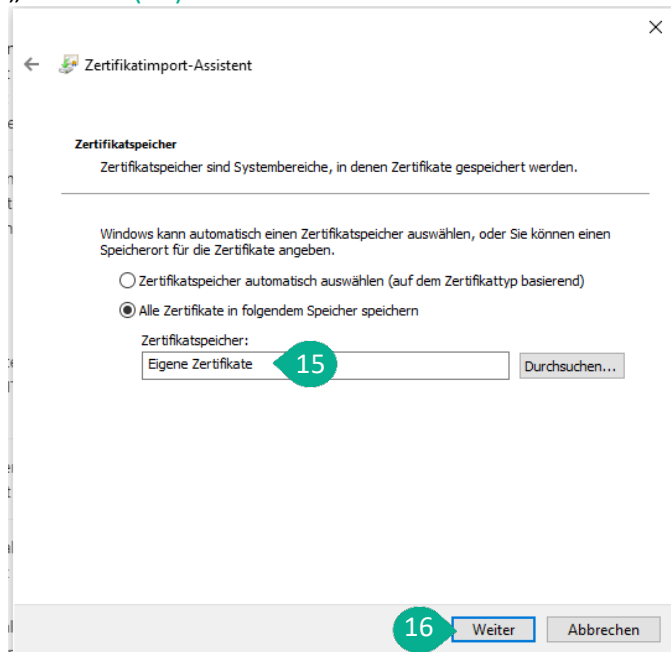 Zertifikatimport-Assistent
Zertifikatspeicher
Zertifikatspeicher sind Systembereiche, in denen Zertifikate gespeichert werden.
Windows kann automatisch einen Zertifikatspeicher auswählen, oder Sie können einen
Speicherort für die Zertifikate angeben.
Zertifikatspeicher automatisch auswählen (auf dem Zertifikattyp basierend)
Alle Zertifikate in folgendem Speicher speichern
Zertifikatspeicher:
Eigene Zertifikate 15 Durchsuchen...
16 Weiter Abbrechen